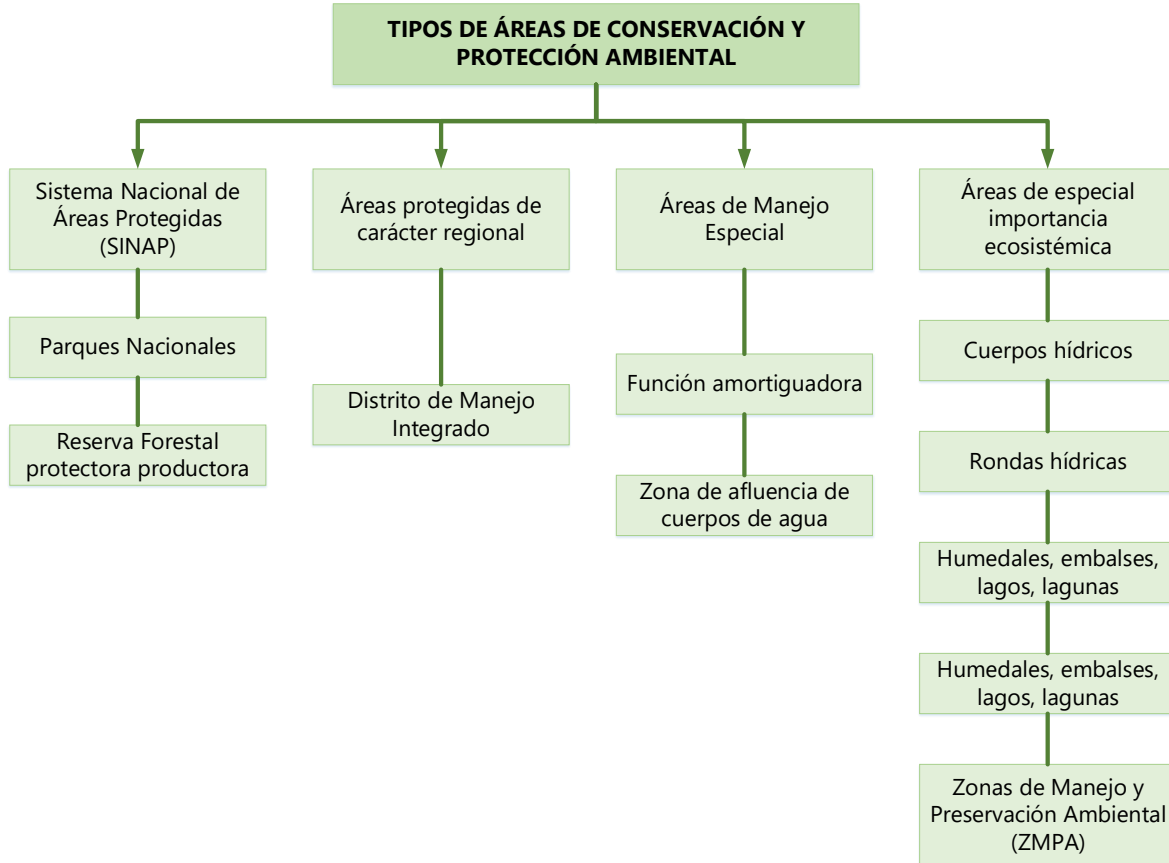 TIPOS DE ÁREAS DE CONSERVACIÓN Y
PROTECCIÓN AMBIENTAL
Sistema Nacional de
Áreas Protegidas
(SINAP)
Parques Nacionales
Reserva Forestal
protectora productora
Áreas protegidas de
carácter regional
Distrito de Manejo
Integrado
Áreas de Manejo
Especial
Función amortiguadora
Zona de afluencia de
cuerpos de agua
Áreas de especial
importancia
ecosistémica
Cuerpos hídricos
Rondas hídricas
Humedales, embalses,
lagos, lagunas
Humedales, embalses,
lagos, lagunas
Zonas de Manejo y
Preservación Ambiental
(ZMPA)